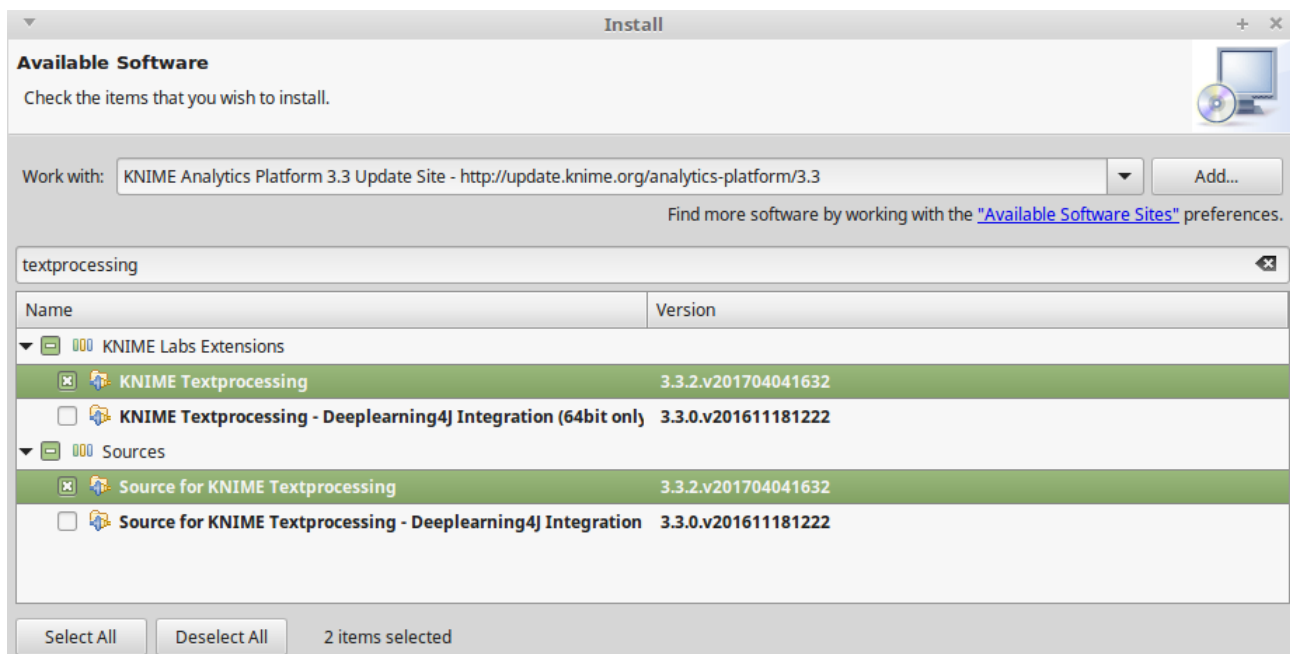 Install
Available Software
Check the items that you wish to install.
Work with: KNIME Analytics Platform 3.3 Update Site - http://update.knime.org/analytics-platform/3.3 Add...
Find more software by working with the "Available Software Sites" preferences.
textprocessing
Name Version
KNIME Labs Extensions
KNIME Textprocessing 3.3.2.v201704041632
KNIME Textprocessing - Deeplearning4J Integration (64bit only 3.3.0.v201611181222
Sources
Source for KNIME Textprocessing 3.3.2.v201704041632
Source for KNIME Textprocessing - Deeplearning4J Integration 3.3.0.v201611181222
Select All Deselect All 2 items selected